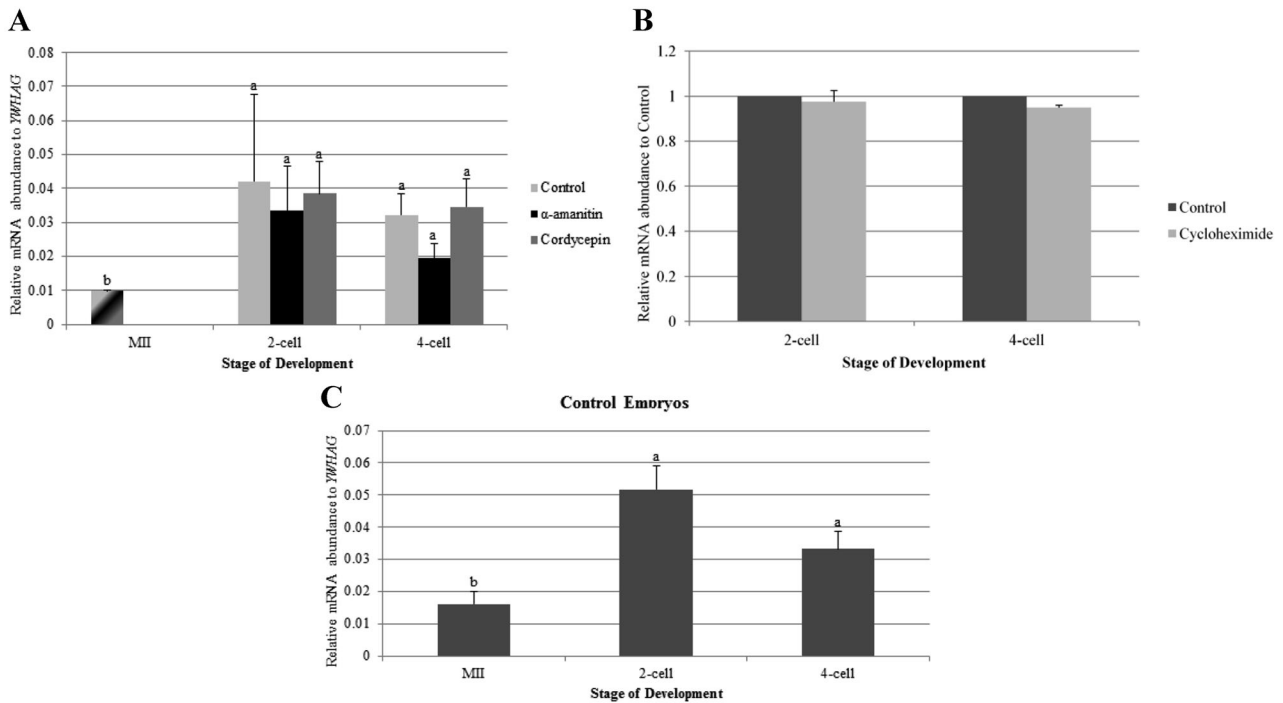 A
Relative mRNA abundance to YWHAG
0.08
0.07
0.06
0.05
0.04
0.03
0.02
0.01
0
b
a
a
a
a
a
a
MII
2-cell
4-cell
Stage of Development
Control
α-amanitin
Cordycepin
B
Relative mRNA abundance to Control
1.2
1
0.8
0.6
0.4
0.2
0
2-cell
4-cell
Stage of Development
Control
Cycloheximide
C
Control Embryos
Relative mRNA abundance to YWHAG
0.07
0.06
0.05
0.04
0.03
0.02
0.01
0
b
a
a
MII
2-cell
4-cell
Stage of Development